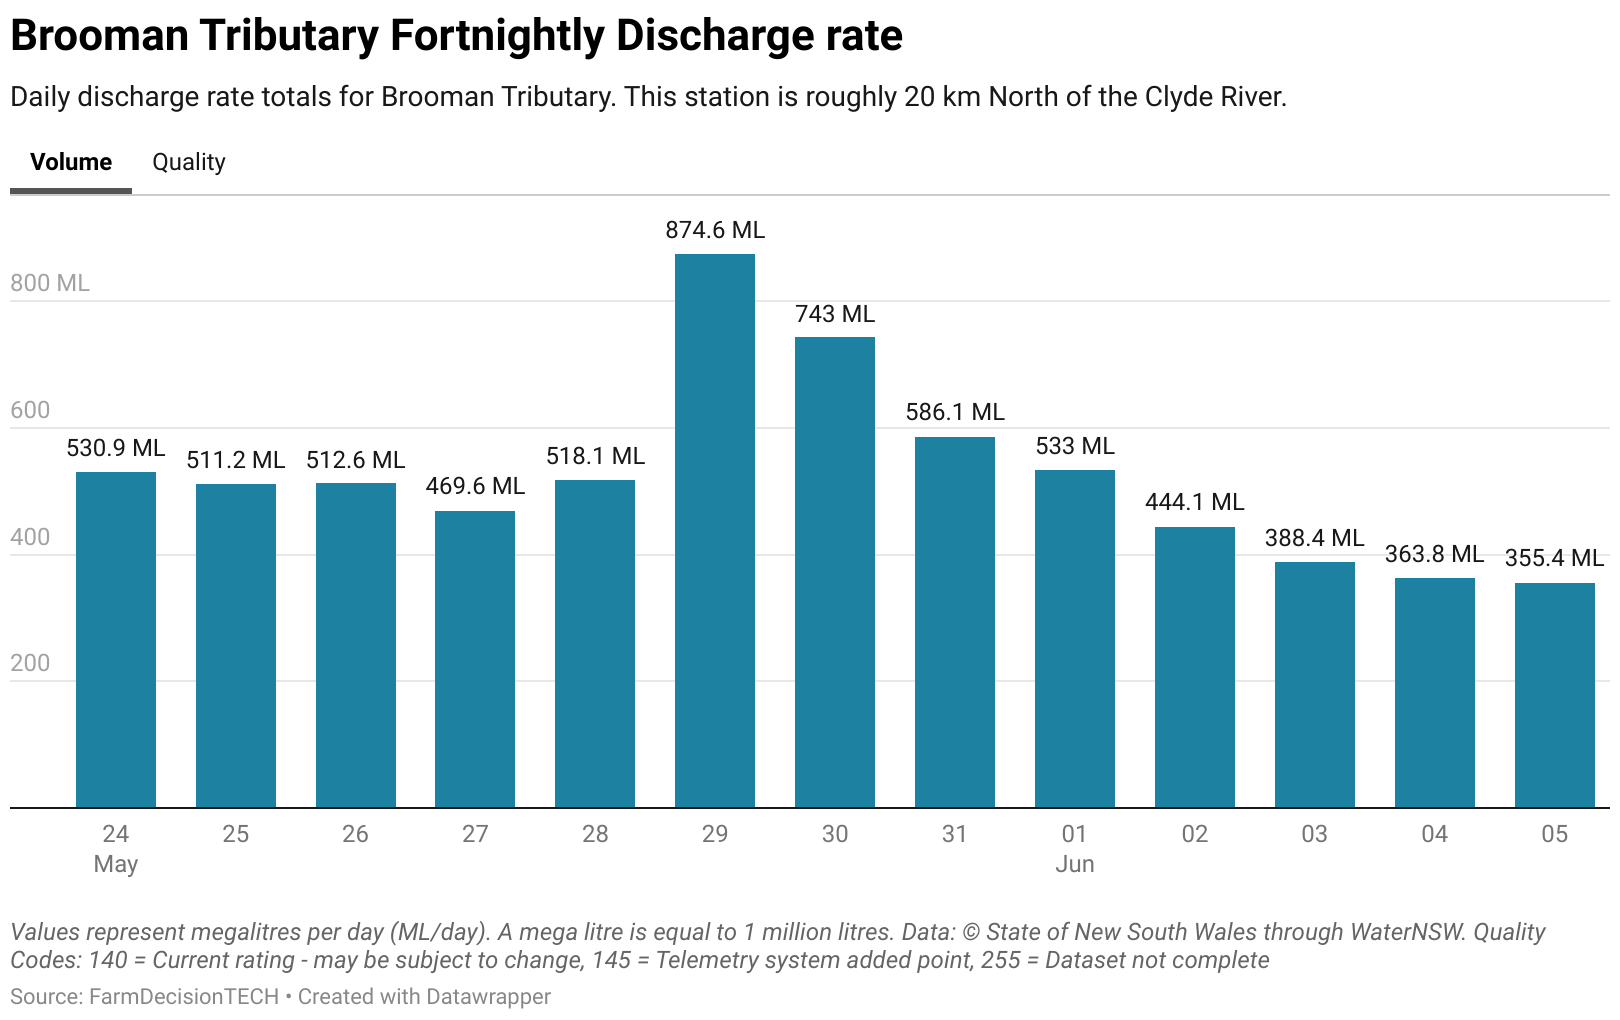 Brooman Tributary Fortnightly Discharge rate
Daily discharge rate totals for Brooman Tributary. This station is roughly 20 km North of the Clyde River.
Volume Quality
874.6 ML
800 ML
743 ML
600
586.1 ML
530.9 ML 511.2 ML 512.6 ML 469.6 ML 518.1 ML 533 ML
444.1 ML
400
388.4 ML 363.8 ML 355.4 ML
200
24 25 26 27 28 29 30 31 01 02 03 04 05
May Jun
Values represent megalitres per day (ML/day). A mega litre is equal to 1 million litres. Data: © State of New South Wales through WaterNSW. Quality
Codes: 140 = Current rating - may be subject to change, 145 = Telemetry system added point, 255 = Dataset not complete
Source: FarmDecisionTECH • Created with Datawrapper